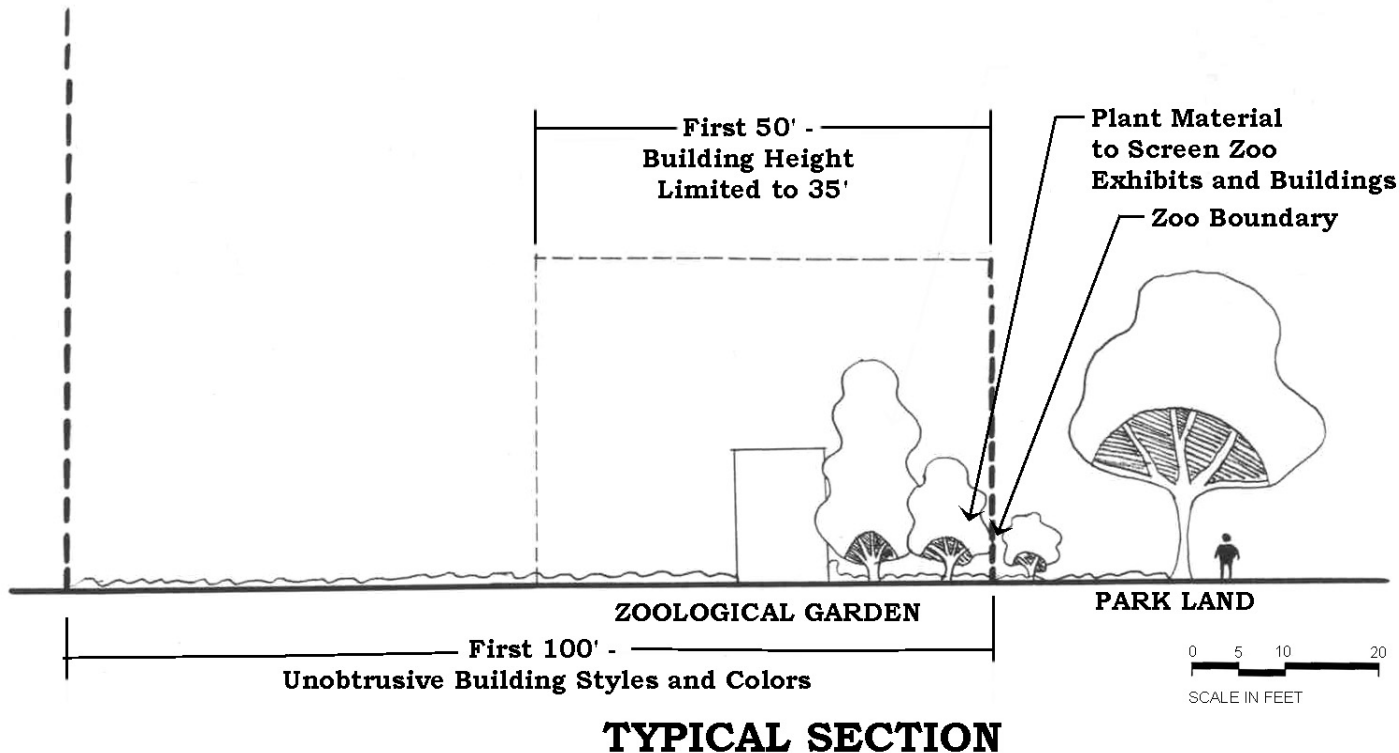 First 50' -
Building Height
Limited to 35'
Plant Material
to Screen Zoo
Exhibits and Buildings
Zoo Boundary
ZOOLOGICAL GARDEN
PARK LAND
First 100' -
Unobtrusive Building Styles and Colors
0 5 10 20
SCALE IN FEET
TYPICAL SECTION